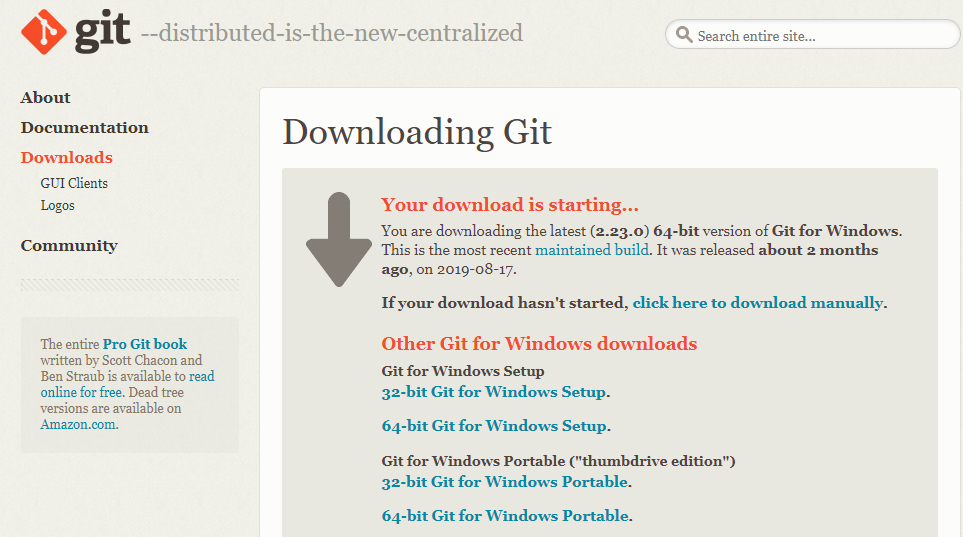 git --distributed-is-the-new-centralized
Search entire site...
About
Documentation
Downloads
GUI Clients
Logos
Community
The entire Pro Git book
written by Scott Chacon and
Ben Straub is available to read
online for free. Dead tree
versions are available on
Amazon.com.
Downloading Git
Your download is starting...
You are downloading the latest (2.23.0) 64-bit version of Git for Windows.
This is the most recent maintained build. It was released about 2 months
ago, on 2019-08-17.
If your download hasn't started, click here to download manually.
Other Git for Windows downloads
Git for Windows Setup
32-bit Git for Windows Setup.
64-bit Git for Windows Setup.
Git for Windows Portable ("thumbdrive edition")
32-bit Git for Windows Portable.
64-bit Git for Windows Portable.